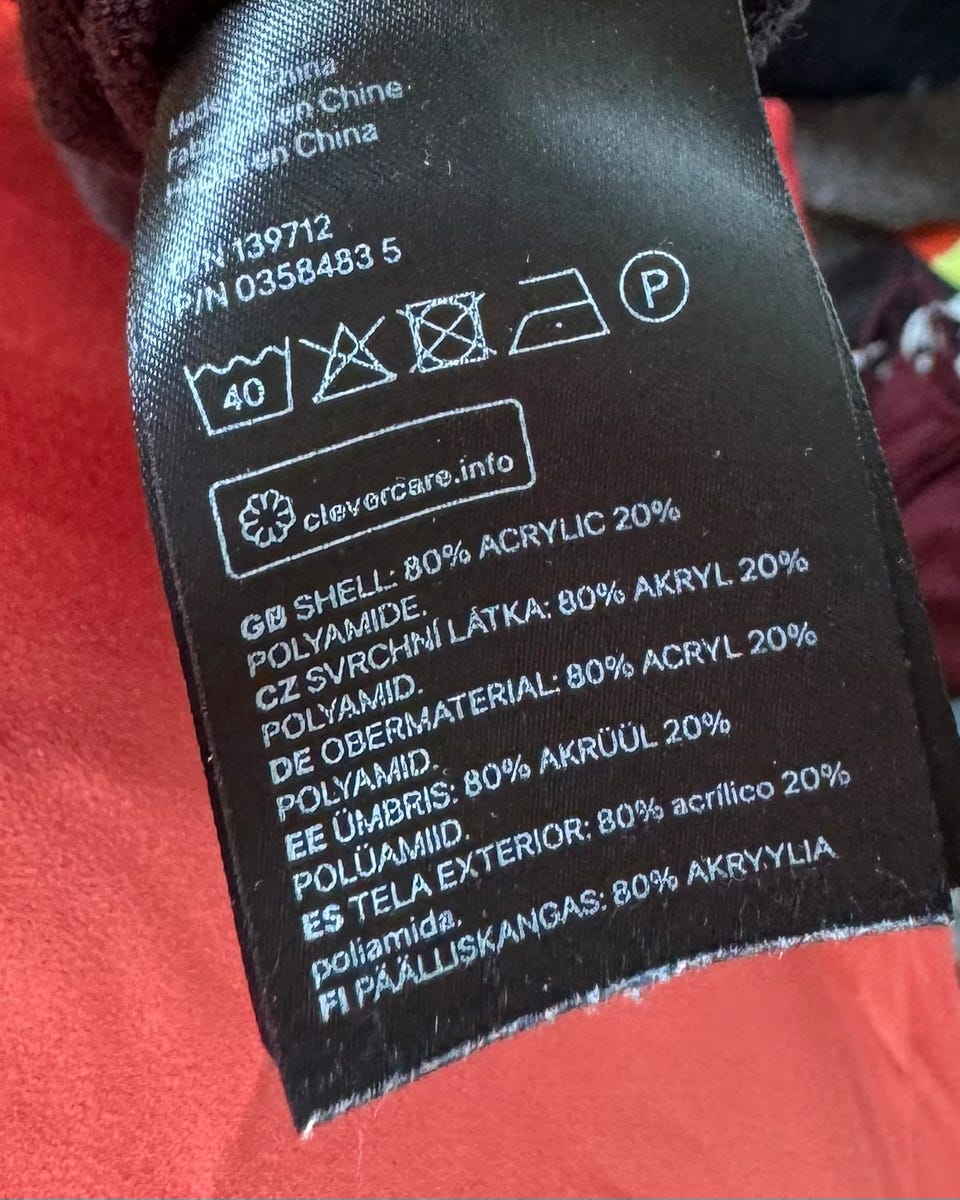 Made China
en Chine
en China
139712
P/N 0358483 5
40
P
clevercare.info
GB SHELL: 80% ACRYLIC 20%
POLYAMIDE.
CZ SVRCHNÍ LÁTKA: 80% AKRYL 20%
POLYAMID.
DE OBERMATERIAL: 80% ACRYL 20%
POLYAMID.
EE ÜMBRIS: 80% AKRÜÜL 20%
POLÜAMIID.
ES TELA EXTERIOR: 80% acrílico 20%
poliamida.
FI PÄÄLLISKANGAS: 80% AKRYYLIA